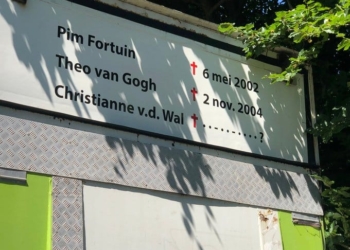 Pim Fortuin † 6 mei 2002
Theo van Gogh † 2 nov. 2004
Christianne v.d. Wal †...........?